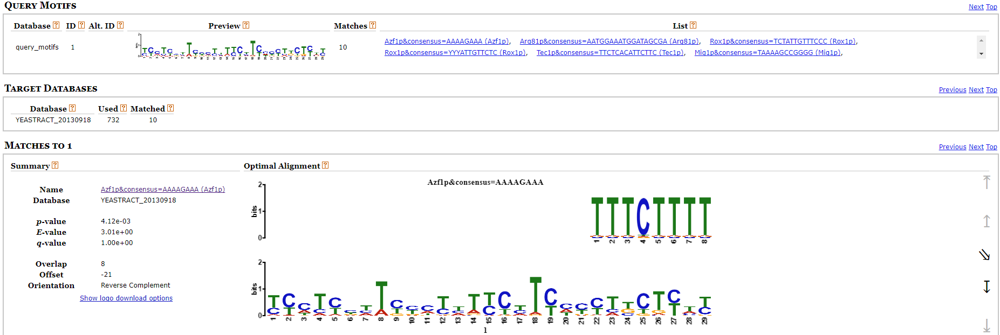 QUERY MOTIFS
Next Top
Database ? ID ? Alt. ID ? Preview ? Matches ? List ?
query_motifs 1 10 Azf1p&consensus=AAAAGAAA (Azf1p), Arg81p&consensus=AATGGAAATGGATAGCGA (Arg81p), Rox1p&consensus=TCTATTGTTTCCC (Rox1p),
Rox1p&consensus=YYYATTGTTCTC (Rox1p), Tec1p&consensus=TTCTCACATTCTTC (Tec1p), Mig1p&consensus=TAAAAGCCGGGG (Mig1p),
TARGET DATABASES
Previous Next Top
Database ? Used ? Matched ?
YEASTRACT_20130918 732 10
MATCHES TO 1
Previous Next Top
Summary ?
Name Azf1p&consensus=AAAAGAAA (Azf1p)
Database YEASTRACT_20130918
p-value 4.12e-03
E-value 3.01e+00
q-value 1.00e+00
Overlap 8
Offset -21
Orientation Reverse Complement
Show logo download options
Optimal Alignment ?
Azf1p&consensus=AAAAGAAA
bits
2
1
0
TTTCTTTT
1 2 3 4 5 6 7 8
bits
2
1
0
1 2 3 4 5 6 7 8 9 10 11 12 13 14 15 16 17 18 19 20 21 22 23 24 25 26 27 28 29
1